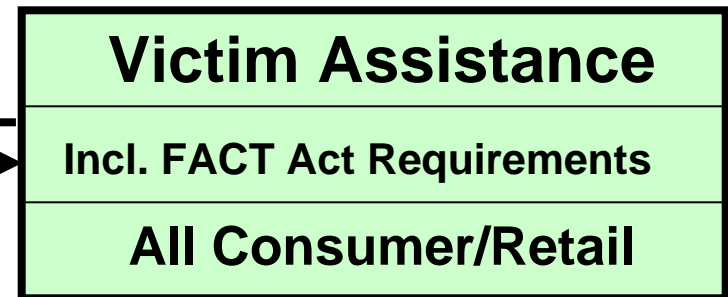 Victim Assistance
Incl. FACT Act Requirements
All Consumer/Retail